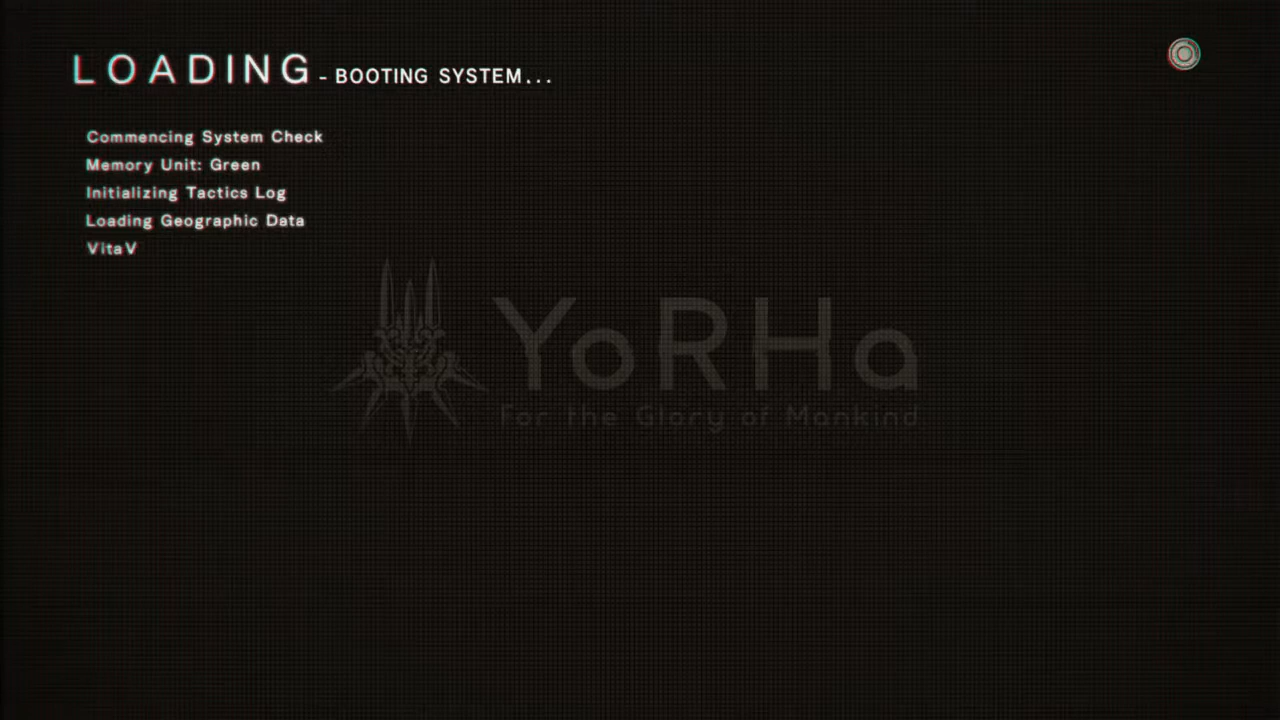 LOADING - BOOTING SYSTEM...
Commencing System Check
Memory Unit: Green
Initializing Tactics Log
Loading Geographic Data
VitaV
YoRHa
For the Glory of Mankind